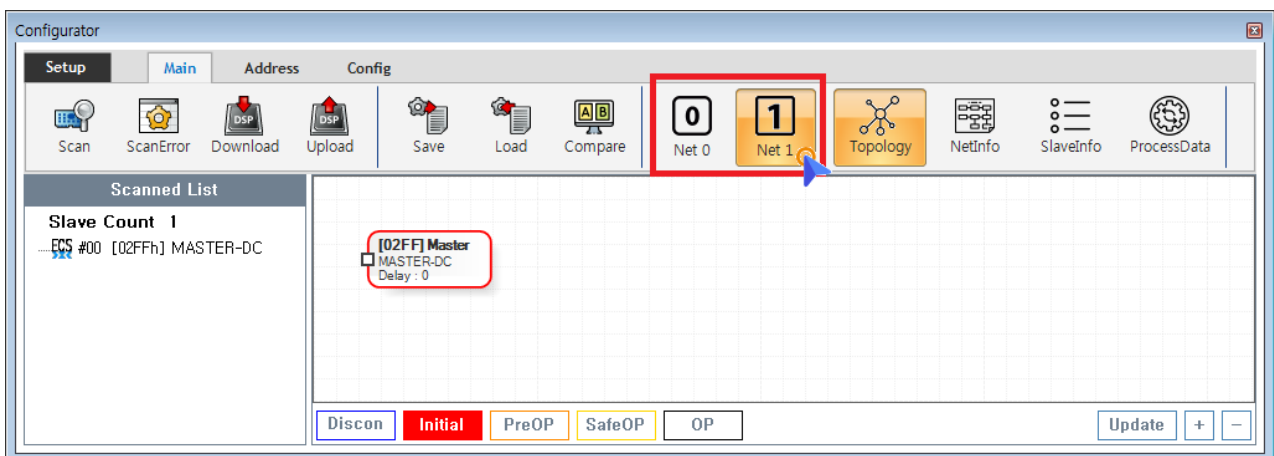 Configurator
Setup Main Address Config
DSP DSP A B 0 1
Scan ScanError Download Upload Save Load Compare Net 0 Net 1 Topology NetInfo SlaveInfo ProcessData
Scanned List
Slave Count 1
ECS #00 [02FFh] MASTER-DC
[02FF] Master
MASTER-DC
Delay : 0
Discon Initial PreOP SafeOP OP Update + −